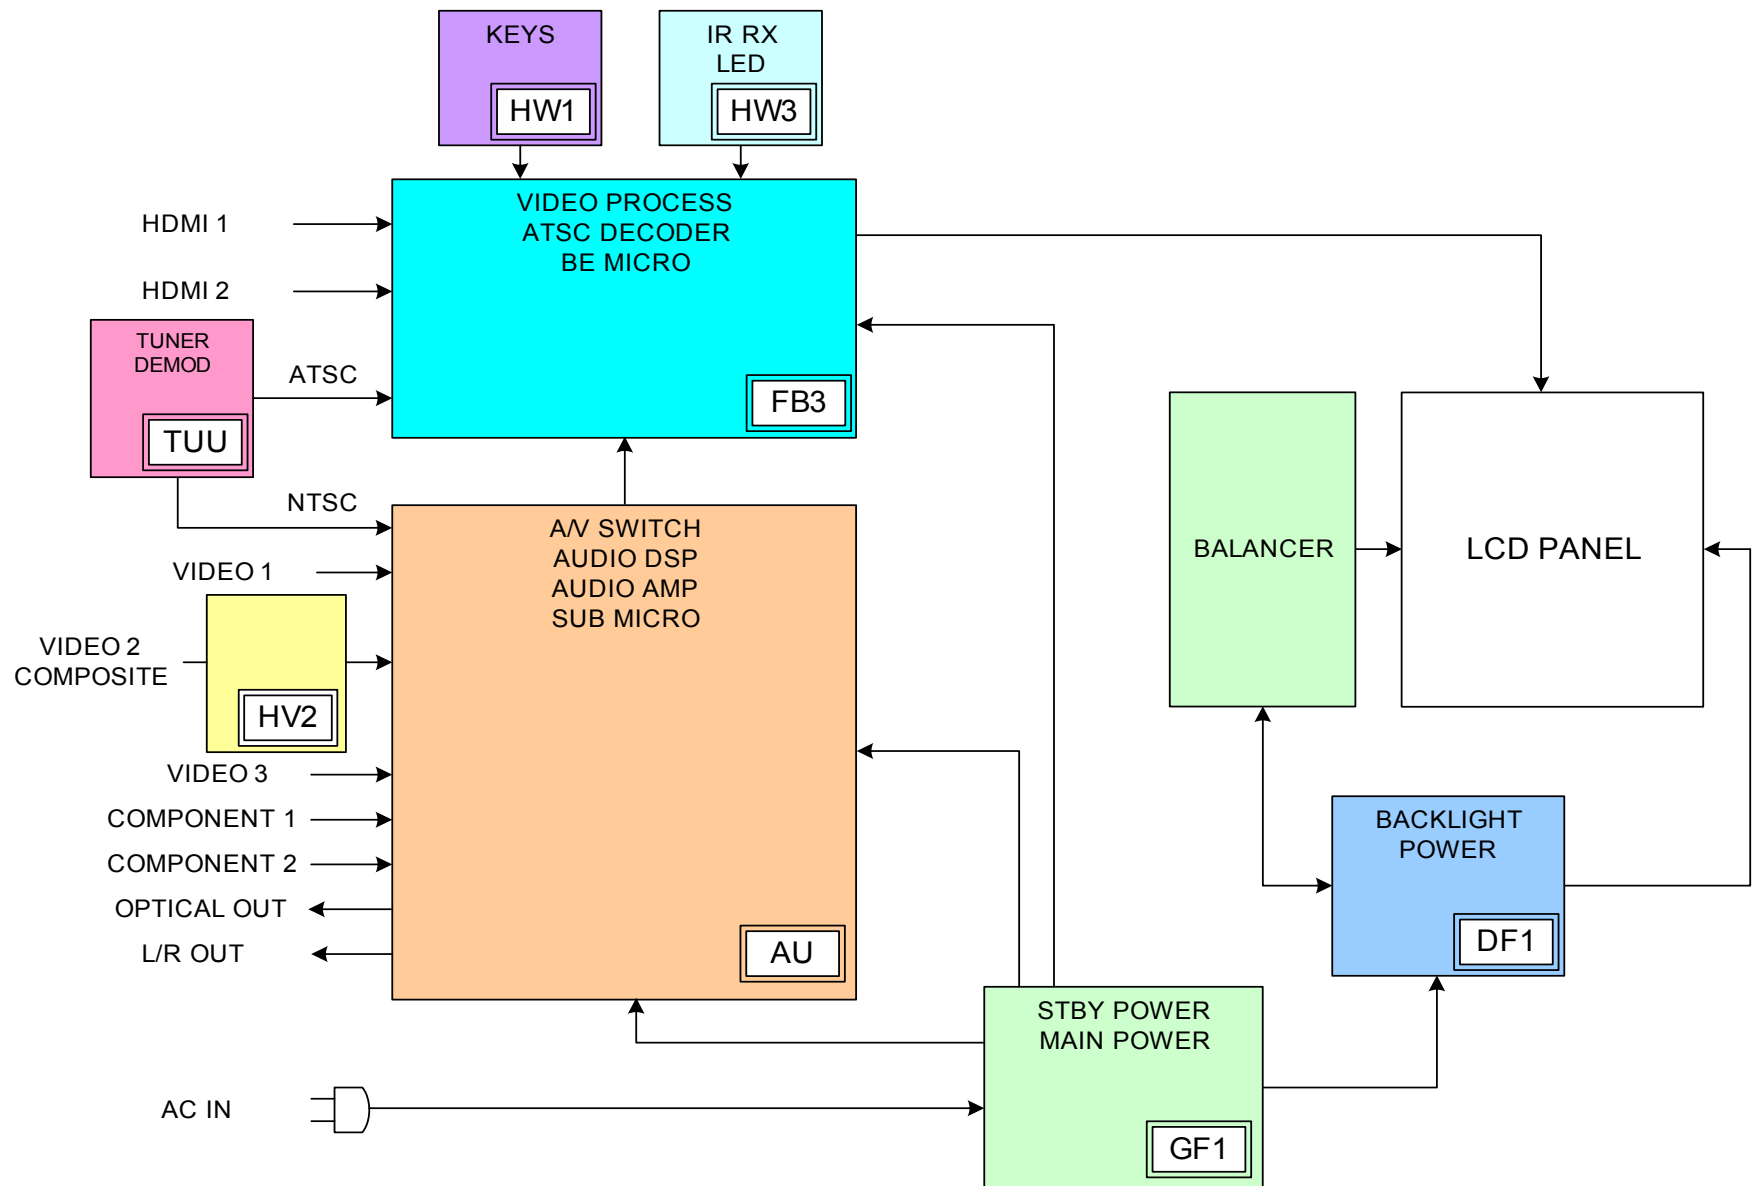 KEYS
HW1
IR RX
LED
HW3
VIDEO PROCESS
ATSC DECODER
BE MICRO
FB3
HDMI 1
HDMI 2
TUNER
DEMOD
TUU
ATSC
NTSC
A/V SWITCH
AUDIO DSP
AUDIO AMP
SUB MICRO
AU
VIDEO 1
VIDEO 2
COMPOSITE
HV2
VIDEO 3
COMPONENT 1
COMPONENT 2
OPTICAL OUT
L/R OUT
BALANCER
LCD PANEL
BACKLIGHT
POWER
DF1
STBY POWER
MAIN POWER
GF1
AC IN